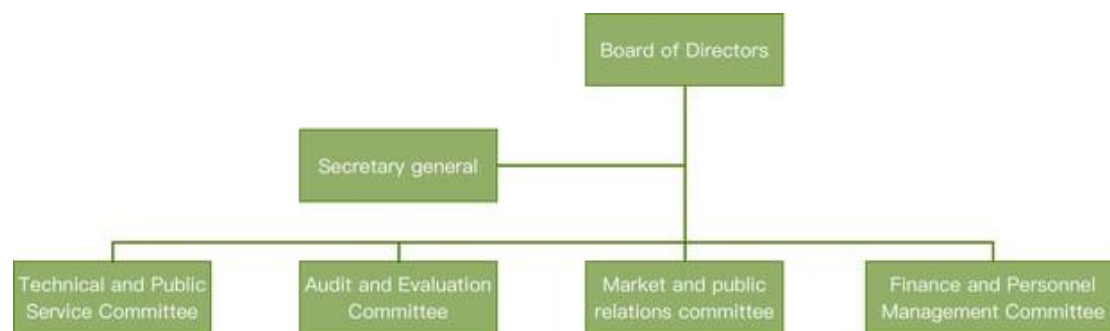 Board of Directors
Secretary general
Technical and Public
Service Committee
Audit and Evaluation
Committee
Market and public
relations committee
Finance and Personnel
Management Committee